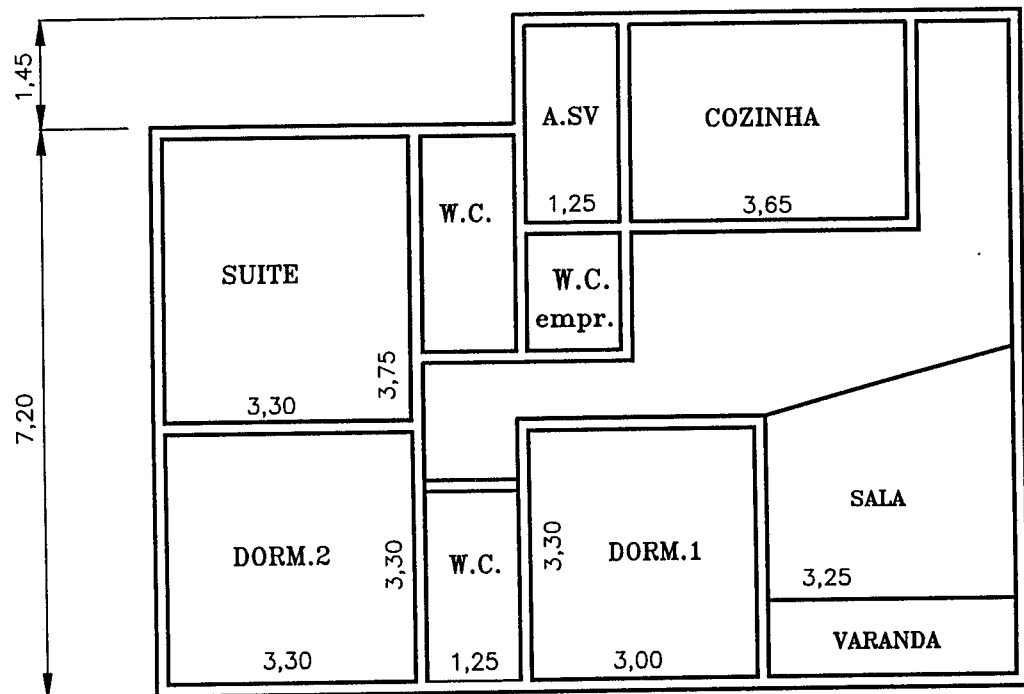 1,45
A.SV
COZINHA
1,25
3,65
W.C.
SUITE
W.C.
empr.
3,75
3,30
7,20
SALA
DORM.2
3,30
W.C.
3,30
DORM.1
3,25
3,30
1,25
3,00
VARANDA